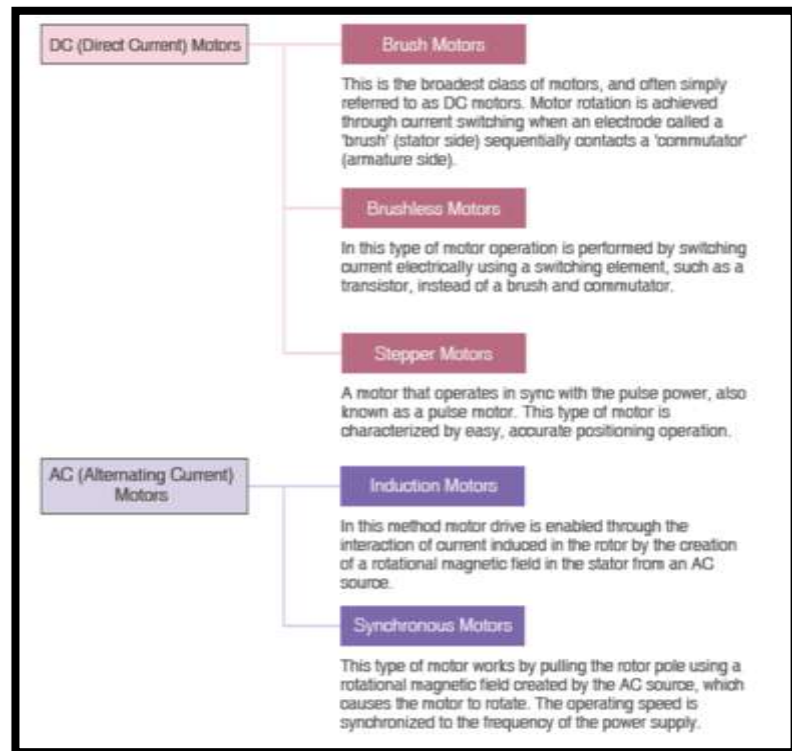 DC (Direct Current) Motors
Brush Motors
This is the broadest class of motors, and often simply
referred to as DC motors. Motor rotation is achieved
through current switching when an electrode called a
'brush' (stator side) sequentially contacts a 'commutator'
(armature side).
Brushless Motors
In this type of motor operation is performed by switching
current electrically using a switching element, such as a
transistor, instead of a brush and commutator.
Stepper Motors
A motor that operates in sync with the pulse power, also
known as a pulse motor. This type of motor is
characterized by easy, accurate positioning operation.
AC (Alternating Current)
Motors
Induction Motors
In this method motor drive is enabled through the
interaction of current induced in the rotor by the creation
of a rotational magnetic field in the stator from an AC
source.
Synchronous Motors
This type of motor works by pulling the rotor pole using a
rotational magnetic field created by the AC source, which
causes the motor to rotate. The operating speed is
synchronized to the frequency of the power supply.